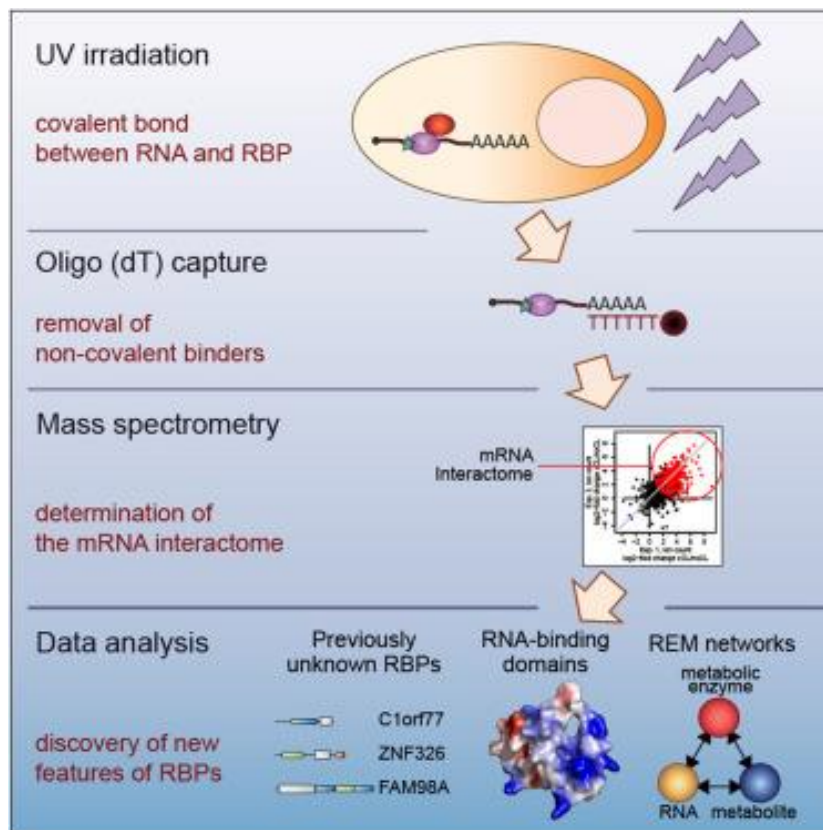 UV irradiation
covalent bond
between RNA and RBP
AAAAA
Oligo (dT) capture
removal of
non-covalent binders
AAAAA
TTTTTT
Mass spectrometry
determination of
the mRNA interactome
mRNA
Interactome
Data analysis
discovery of new
features of RBPs
Previously
unknown RBPs
C1orf77
ZNF326
FAM98A
RNA-binding
domains
REM networks
metabolic
enzyme
RNA
metabolite